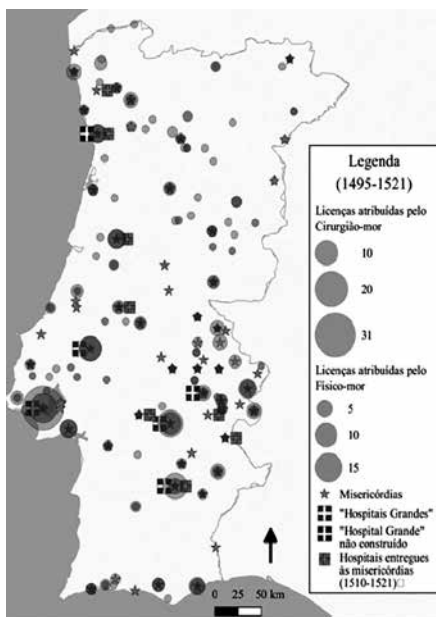 Legenda
(1495-1521)
Licenças atribuídas pelo
Cirurgião-mor
10
20
31
Licenças atribuídas pelo
Físico-mor
5
10
15
Misericórdias
"Hospitais Grandes"
"Hospital Grande"
não construído
Hospitais entregues
às misericórdias
(1510-1521)
0 25 50 km